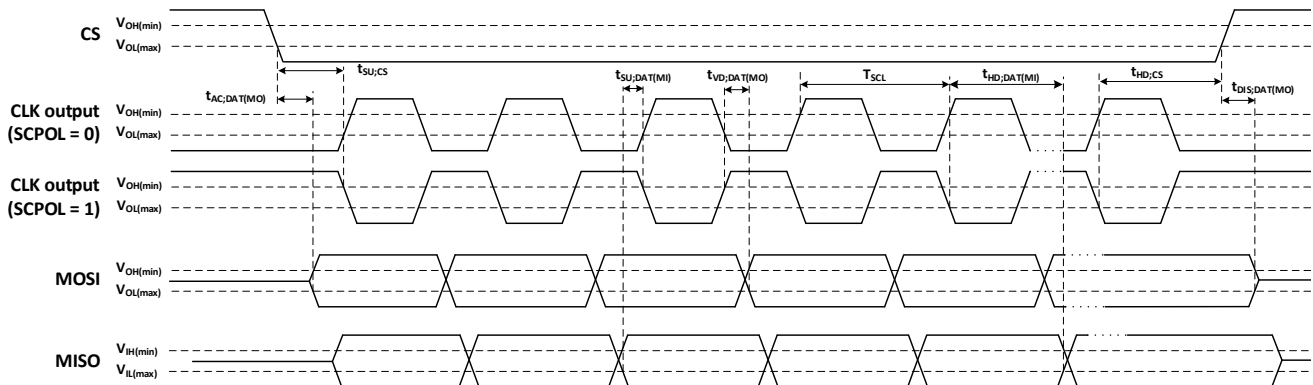 CS
VOH(min)
VOL(max)
tSU;CS
tAC;DAT(MO)
tSU;DAT(MI)
tVD;DAT(MO)
TSCL
tHD;DAT(MI)
tHD;CS
tDIS;DAT(MO)
CLK output
(SCPOL = 0)
VOH(min)
VOL(max)
CLK output
(SCPOL = 1)
VOH(min)
VOL(max)
MOSI
VOH(min)
VOL(max)
MISO
VIH(min)
VIL(max)